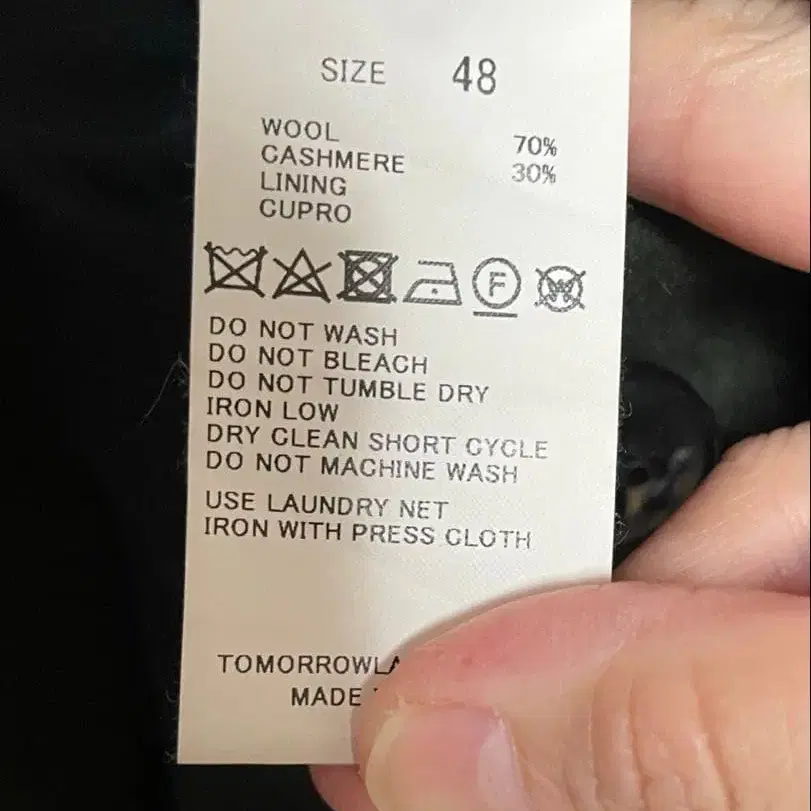 SIZE 48
WOOL 70%
CASHMERE 30%
LINING
CUPRO
F W
DO NOT WASH
DO NOT BLEACH
DO NOT TUMBLE DRY
IRON LOW
DRY CLEAN SHORT CYCLE
DO NOT MACHINE WASH
USE LAUNDRY NET
IRON WITH PRESS CLOTH
TOMORROWLA
MADE